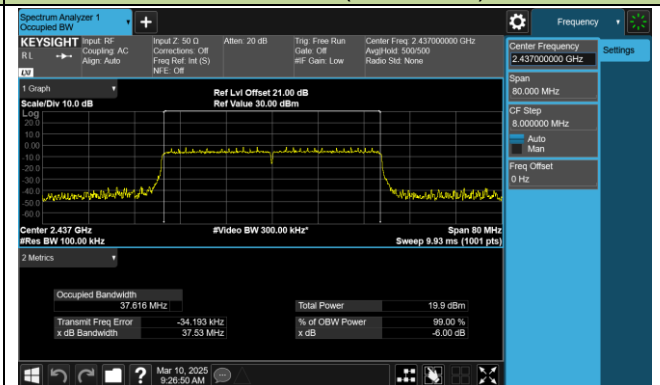 Spectrum Analyzer 1
Occupied BW
+
Frequency
KEYSIGHT
RL
LXI
Input: RF
Coupling: AC
Align: Auto
Input Z: 50 Ω
Corrections: Off
Freq Ref: Int (S)
NFE: Off
Atten: 20 dB
Trig: Free Run
Gate: Off
#IF Gain: Low
Center Freq: 2.437000000 GHz
Avg|Hold: 500/500
Radio Std: None
Center Frequency
2.437000000 GHz
Settings
Span
80.000 MHz
CF Step
8.000000 MHz
Auto
Man
Freq Offset
0 Hz
1 Graph
Scale/Div 10.0 dB
Ref Lvl Offset 21.00 dB
Ref Value 30.00 dBm
Log
20.0
10.0
0.00
-10.0
-20.0
-30.0
-40.0
-50.0
-60.0
Center 2.437 GHz
#Res BW 100.00 kHz
#Video BW 300.00 kHz*
Span 80 MHz
Sweep 9.93 ms (1001 pts)
2 Metrics
Occupied Bandwidth
37.616 MHz
Total Power 19.9 dBm
Transmit Freq Error -34.193 kHz % of OBW Power 99.00 %
x dB Bandwidth 37.53 MHz x dB -6.00 dB
?
Mar 10, 2025
9:26:50 AM